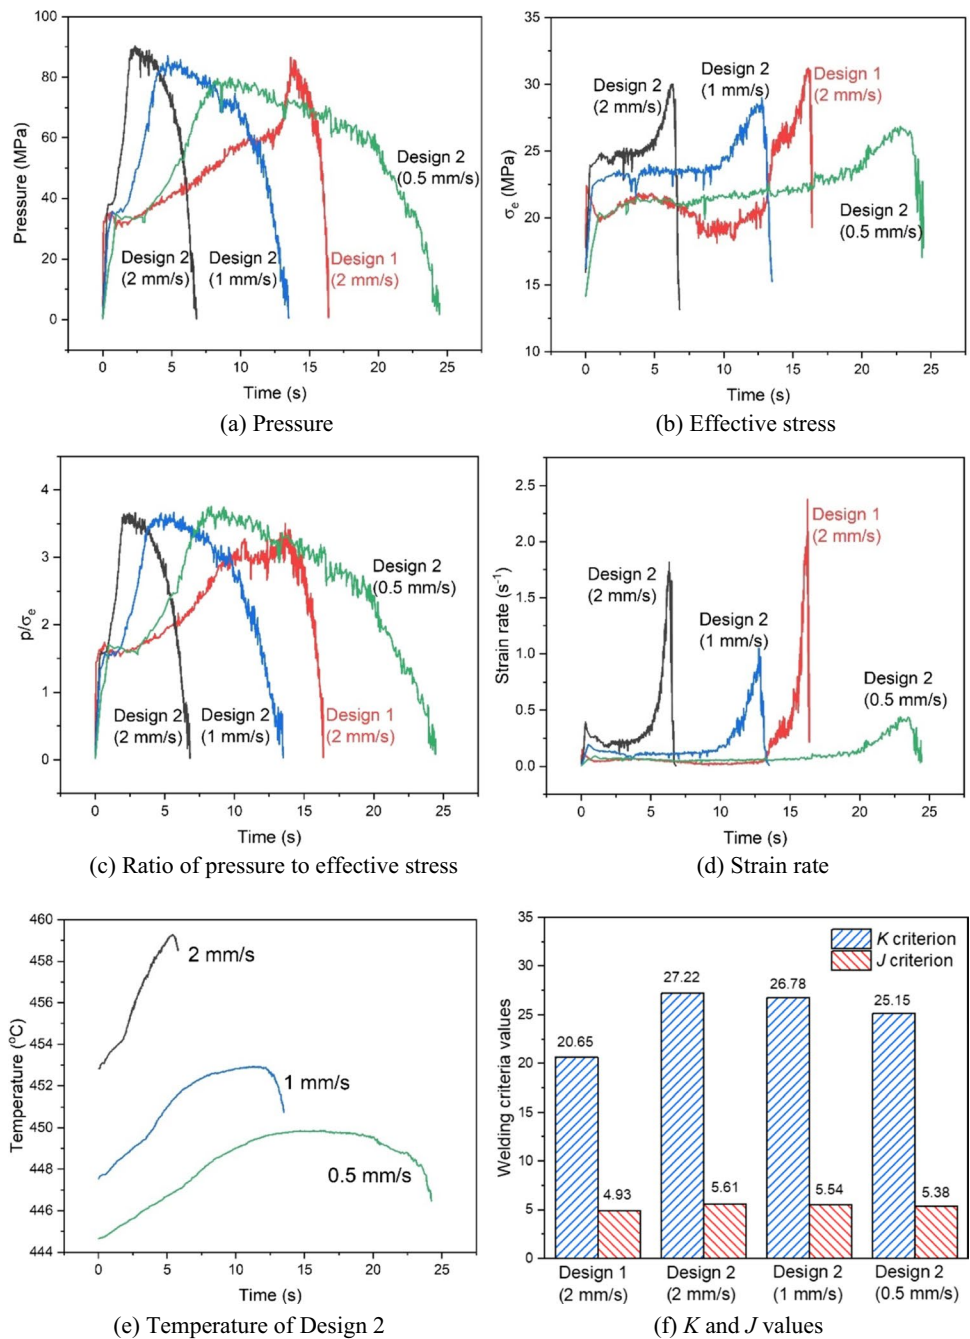 100
80
60
40
20
0
Pressure (MPa)
Design 2
(0.5 mm/s)
Design 2
(2 mm/s)
Design 2
(1 mm/s)
Design 1
(2 mm/s)
0 5 10 15 20 25
Time (s)
(a) Pressure
35
30
25
20
15
10
σe (MPa)
Design 2
(2 mm/s)
Design 2
(1 mm/s)
Design 1
(2 mm/s)
Design 2
(0.5 mm/s)
0 5 10 15 20 25
Time (s)
(b) Effective stress
4
3
2
1
0
p/σe
Design 2
(0.5 mm/s)
Design 2
(2 mm/s)
Design 2
(1 mm/s)
Design 1
(2 mm/s)
0 5 10 15 20 25
Time (s)
(c) Ratio of pressure to effective stress
2.5
2.0
1.5
1.0
0.5
0.0
Strain rate (s-1)
Design 1
(2 mm/s)
Design 2
(2 mm/s)
Design 2
(1 mm/s)
Design 2
(0.5 mm/s)
0 5 10 15 20 25
Time (s)
(d) Strain rate
460
458
456
454
452
450
448
446
444
Temperature (°C)
2 mm/s
1 mm/s
0.5 mm/s
0 5 10 15 20 25
Time (s)
(e) Temperature of Design 2
35
30
25
20
15
10
5
0
Welding criteria values
K criterion
J criterion
20.65
4.93
27.22
5.61
26.78
5.54
25.15
5.38
Design 1
(2 mm/s)
Design 2
(2 mm/s)
Design 2
(1 mm/s)
Design 2
(0.5 mm/s)
(f) K and J values